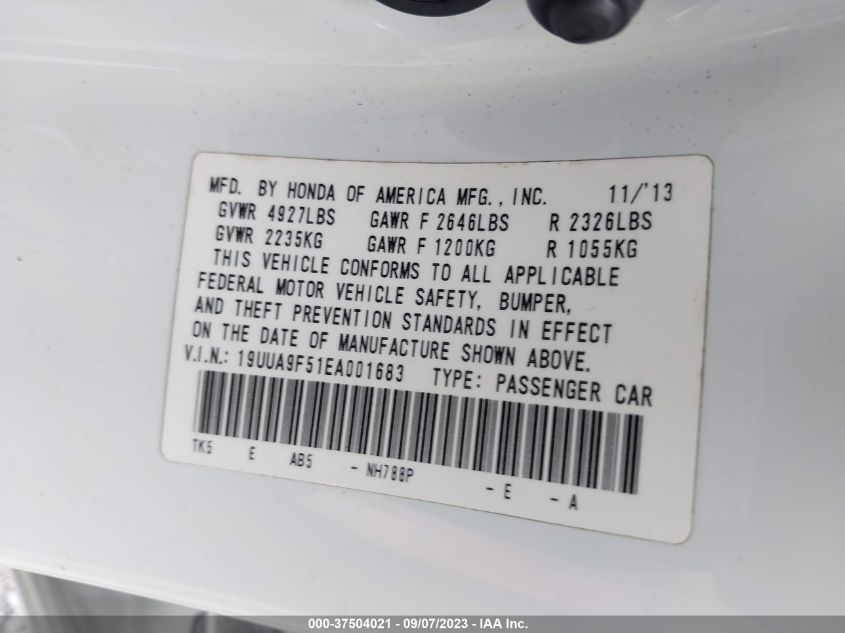 MFD. BY HONDA OF AMERICA MFG., INC. 11/'13
GVWR 4927LBS GAWR F 2646LBS R 2326LBS
GVWR 2235KG GAWR F 1200KG R 1055KG
THIS VEHICLE CONFORMS TO ALL APPLICABLE
FEDERAL MOTOR VEHICLE SAFETY, BUMPER,
AND THEFT PREVENTION STANDARDS IN EFFECT
ON THE DATE OF MANUFACTURE SHOWN ABOVE.
V.I.N.: 19UUA9F51EA001683 TYPE: PASSENGER CAR
TK5 E AB5 - NH788P - E - A
000-37504021 - 09/07/2023 - IAA Inc.